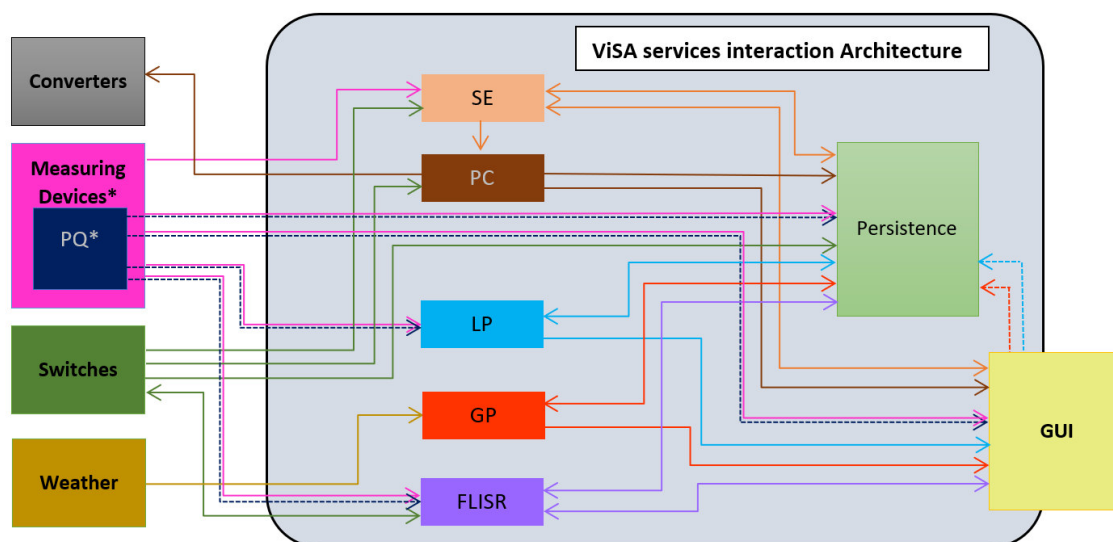 ViSA services interaction Architecture
Converters
SE
Measuring
Devices*
PQ*
PC
Persistence
LP
Switches
GP
GUI
Weather
FLISR